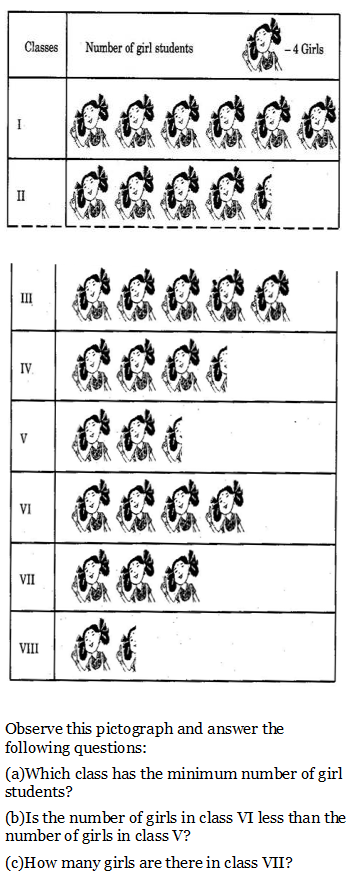 Classes Number of girl students – 4 Girls
I
II
III
IV
V
VI
VII
VIII
Observe this pictograph and answer the
following questions:
(a)Which class has the minimum number of girl
students?
(b)Is the number of girls in class VI less than the
number of girls in class V?
(c)How many girls are there in class VII?